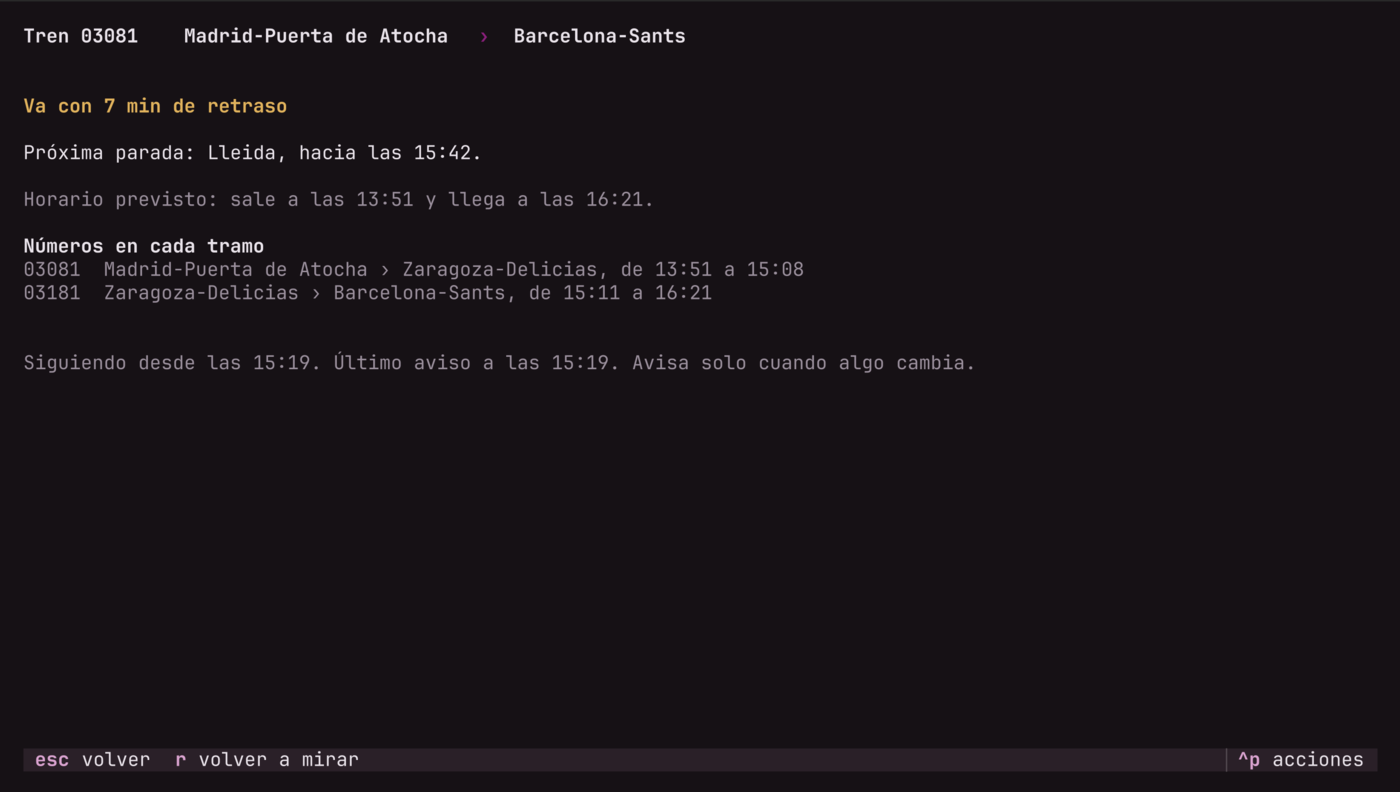 Tren 03081    Madrid-Puerta de Atocha   ›  Barcelona-Sants
Va con 7 min de retraso
Próxima parada: Lleida, hacia las 15:42.
Horario previsto: sale a las 13:51 y llega a las 16:21.
Números en cada tramo
03081  Madrid-Puerta de Atocha › Zaragoza-Delicias, de 13:51 a 15:08
03181  Zaragoza-Delicias › Barcelona-Sants, de 15:11 a 16:21
Siguiendo desde las 15:19. Último aviso a las 15:19. Avisa solo cuando algo cambia.
esc volver  r volver a mirar  ^p acciones